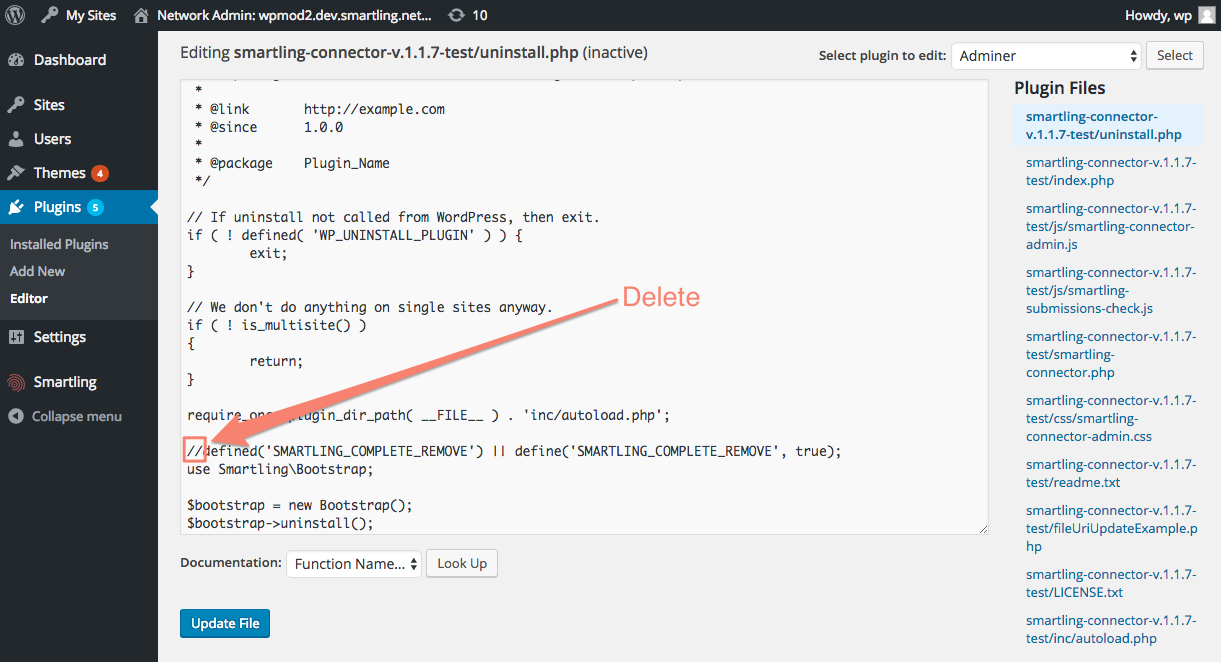 My Sites
Network Admin: wpmod2.dev.smartling.net...
10
Howdy, wp
Dashboard
Sites
Users
Themes 4
Plugins 5
Installed Plugins
Add New
Editor
Settings
Smartling
Collapse menu
Editing smartling-connector-v.1.1.7-test/uninstall.php (inactive)
Select plugin to edit: Adminer Select
*
* @link http://example.com
* @since 1.0.0
*
* @package Plugin_Name
*/
// If uninstall not called from WordPress, then exit.
if ( ! defined( 'WP_UNINSTALL_PLUGIN' ) ) {
exit;
}
// We don't do anything on single sites anyway.
if ( ! is_multisite() )
{
return;
}
Delete
__FILE__ ) . 'inc/autoload.php';
//defined('SMARTLING_COMPLETE_REMOVE') || define('SMARTLING_COMPLETE_REMOVE', true);
use Smartling\Bootstrap;
$bootstrap = new Bootstrap();
$bootstrap->uninstall();
Documentation: Function Name... Look Up
Update File
Plugin Files
smartling-connector-
v.1.1.7-test/uninstall.php
smartling-connector-v.1.1.7-
test/index.php
smartling-connector-v.1.1.7-
test/js/smartling-connector-
admin.js
smartling-connector-v.1.1.7-
test/js/smartling-
submissions-check.js
smartling-connector-v.1.1.7-
test/smartling-
connector.php
smartling-connector-v.1.1.7-
test/css/smartling-
connector-admin.css
smartling-connector-v.1.1.7-
test/readme.txt
smartling-connector-v.1.1.7-
test/fileUriUpdateExample.p
hp
smartling-connector-v.1.1.7-
test/LICENSE.txt
smartling-connector-v.1.1.7-
test/inc/autoload.php